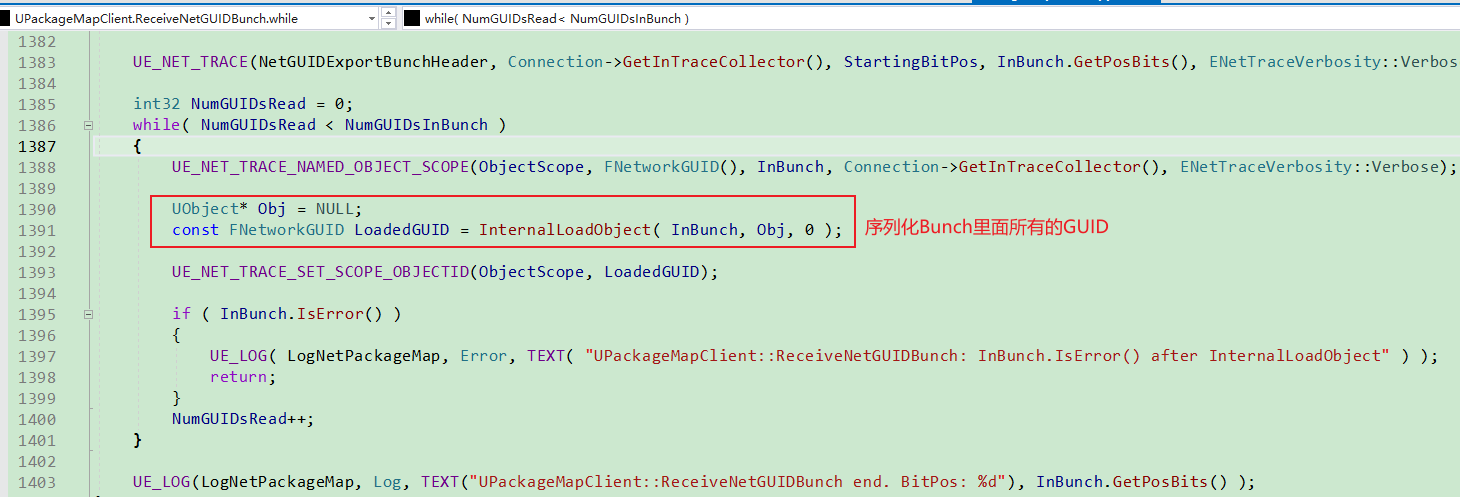 UPackageMapClient.ReceiveNetGUIDBunch.while
while( NumGUIDsRead < NumGUIDsInBunch )
1382
1383 UE_NET_TRACE(NetGUIDExportBunchHeader, Connection->GetInTraceCollector(), StartingBitPos, InBunch.GetPosBits(), ENetTraceVerbosity::Verbos
1384
1385 int32 NumGUIDsRead = 0;
1386 while( NumGUIDsRead < NumGUIDsInBunch )
1387 {
1388 UE_NET_TRACE_NAMED_OBJECT_SCOPE(ObjectScope, FNetworkGUID(), InBunch, Connection->GetInTraceCollector(), ENetTraceVerbosity::Verbose);
1389
1390 UObject* Obj = NULL;
1391 const FNetworkGUID LoadedGUID = InternalLoadObject( InBunch, Obj, 0 ); 序列化Bunch里面所有的GUID
1392
1393 UE_NET_TRACE_SET_SCOPE_OBJECTID(ObjectScope, LoadedGUID);
1394
1395 if ( InBunch.IsError() )
1396 {
1397 UE_LOG( LogNetPackageMap, Error, TEXT( "UPackageMapClient::ReceiveNetGUIDBunch: InBunch.IsError() after InternalLoadObject" ) );
1398 return;
1399 }
1400 NumGUIDsRead++;
1401 }
1402
1403 UE_LOG(LogNetPackageMap, Log, TEXT("UPackageMapClient::ReceiveNetGUIDBunch end. BitPos: %d"), InBunch.GetPosBits() );